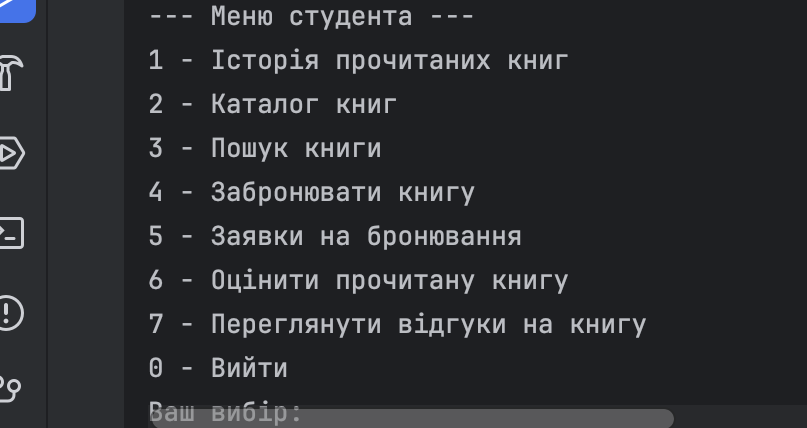 --- Меню студента ---
1 - Історія прочитаних книг
2 - Каталог книг
3 - Пошук книги
4 - Забронювати книгу
5 - Заявки на бронювання
6 - Оцінити прочитану книгу
7 - Переглянути відгуки на книгу
0 - Вийти
Ваш вибір: